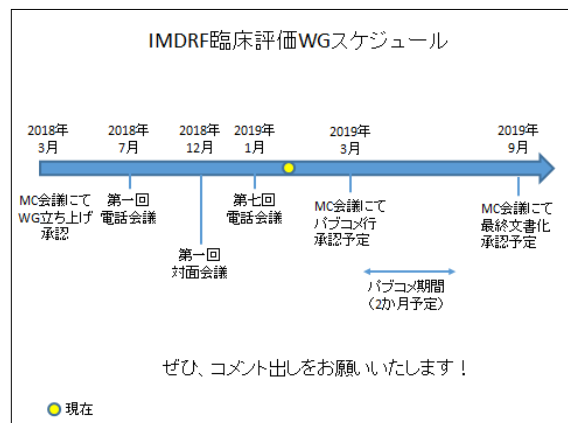 IMDRF臨床評価WGスケジュール
2018年
3月
2018年
7月
2018年
12月
2019年
1月
2019年
3月
2019年
9月
MC会議にて
WG立ち上げ
承認
第一回
電話会議
第一回
対面会議
第七回
電話会議
MC会議にて
パブコメ行
承認予定
MC会議にて
最終文書化
承認予定
パブコメ期間
(2か月予定)
ぜひ、コメント出しをお願いいたします！
現在